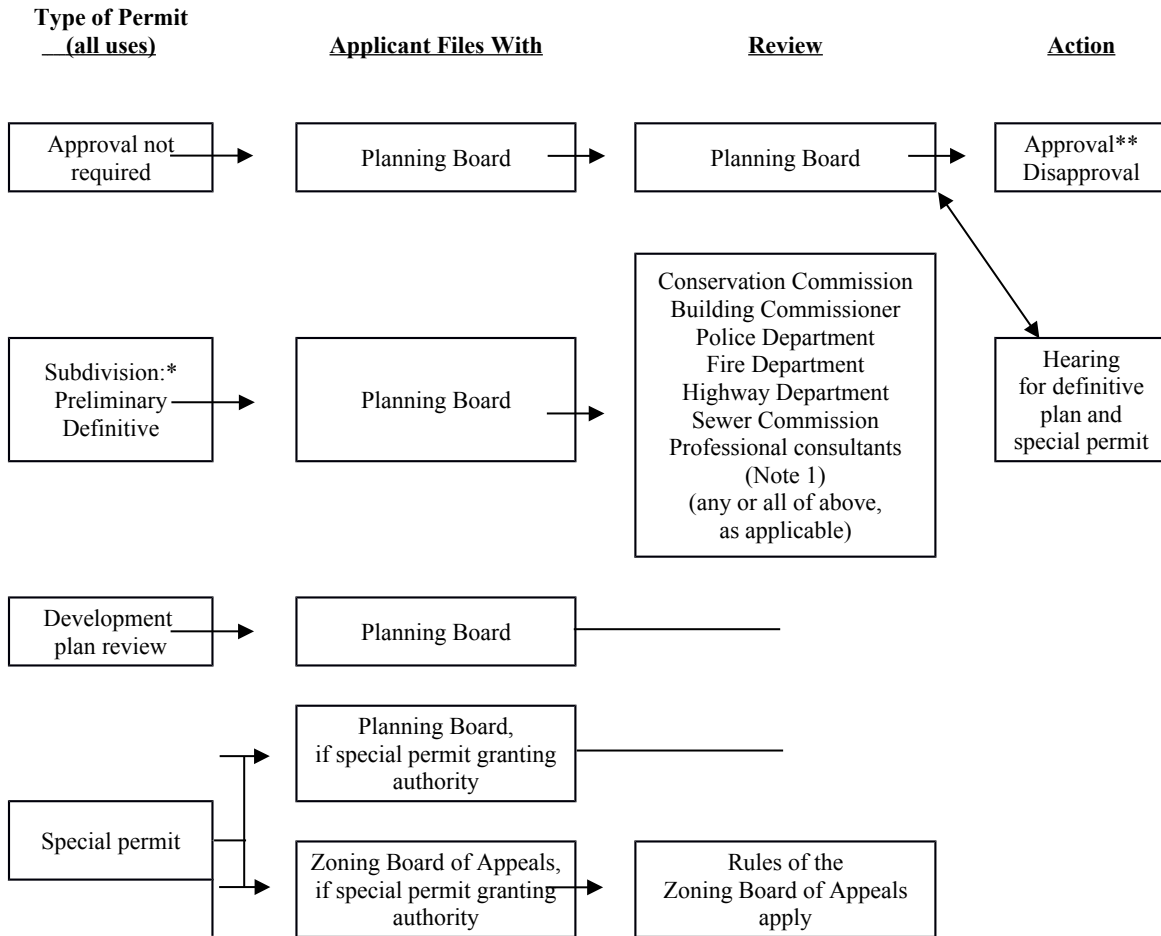 Type of Permit
(all uses)
Applicant Files With
Review
Action
Approval not
required
Planning Board
Planning Board
Approval**
Disapproval
Subdivision:*
Preliminary
Definitive
Planning Board
Conservation Commission
Building Commissioner
Police Department
Fire Department
Highway Department
Sewer Commission
Professional consultants
(Note 1)
(any or all of above,
as applicable)
Hearing
for definitive
plan and
special permit
Development
plan review
Planning Board
Special permit
Planning Board,
if special permit granting
authority
Zoning Board of Appeals,
if special permit granting
authority
Rules of the
Zoning Board of Appeals
apply